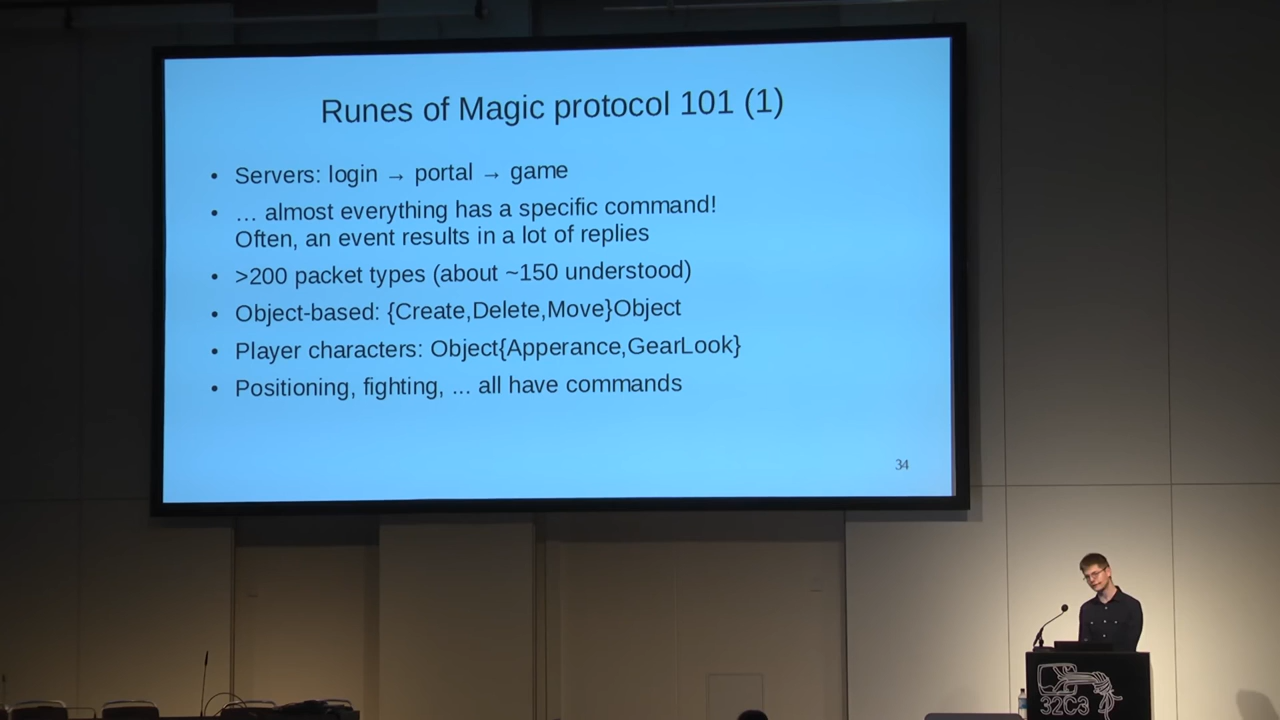 Runes of Magic protocol 101 (1)
• Servers: login → portal → game
• … almost everything has a specific command!
Often, an event results in a lot of replies
• >200 packet types (about ~150 understood)
• Object-based: {Create,Delete,Move}Object
• Player characters: Object{Apperance,GearLook}
• Positioning, fighting, ... all have commands
34
32C3